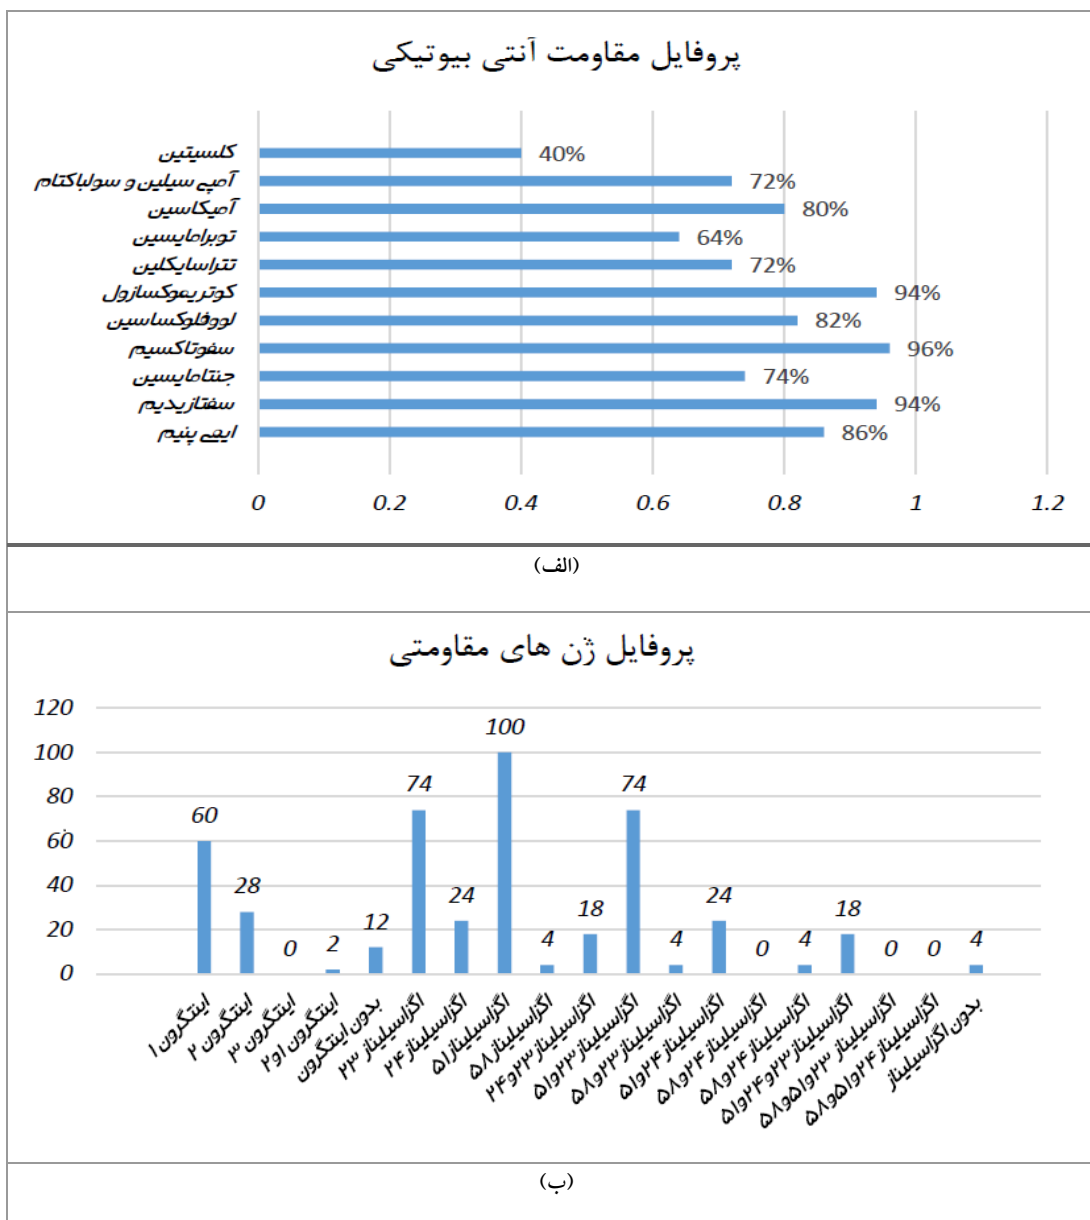 پروفایل مقاومت آنتی بیوتیکی
کلسیتین 40%
آمپی سیلین و سولباکتام 72%
آمیکاسین 80%
توبرامایسین 64%
تتراسایکلین 72%
کوتریموکسازول 94%
لووفلوکساسین 82%
سفوتاکسیم 96%
جنتامایسین 74%
سفتازیدیم 94%
ایمی پنیم 86%
0 0.2 0.4 0.6 0.8 1 1.2
(الف)
پروفایل ژن های مقاومتی
120
100
80
60
40
20
0
60 28 0 2 12 74 24 100 4 18 74 4 24 0 4 18 0 0 4
اینتگرون ۱
اینتگرون ۲
اینتگرون ۳
اینتگرون ۱و۲
بدون اینتگرون
اگزاسیلیناز ۲۳
اگزاسیلیناز ۲۴
اگزاسیلیناز ۵۱
اگزاسیلیناز ۵۸
اگزاسیلیناز ۲۳و۲۴
اگزاسیلیناز ۲۳و۵۱
اگزاسیلیناز ۲۳و۵۸
اگزاسیلیناز ۲۴و۵۱
اگزاسیلیناز ۲۴و۵۸
اگزاسیلیناز ۲۴و۵۸
اگزاسیلیناز ۲۳و۲۴و۵۱
اگزاسیلیناز ۲۳و۵۱و۵۸
اگزاسیلیناز ۲۴و۵۱و۵۸
بدون اگزاسیلیناز
(ب)